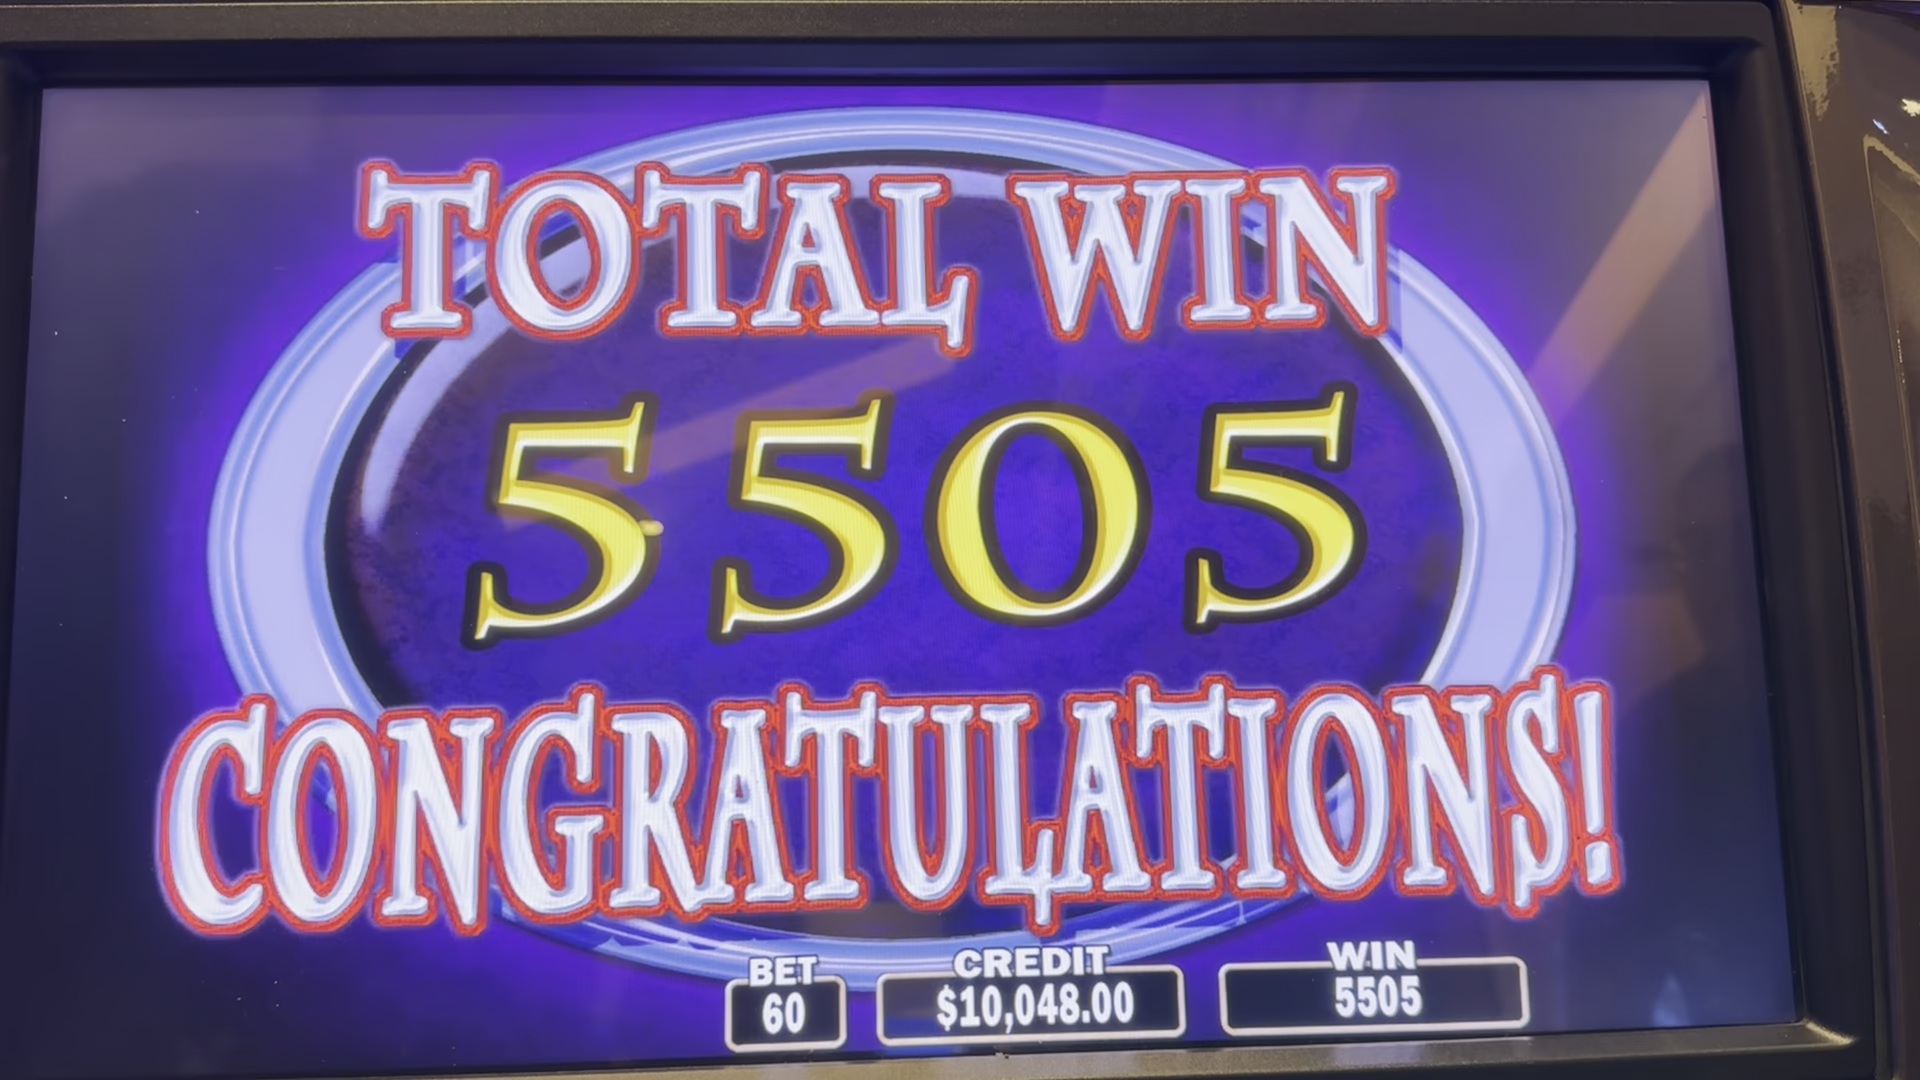 TOTAL WIN
5505
CONGRATULATIONS!
BET CREDIT WIN
60 $10,048.00 5505